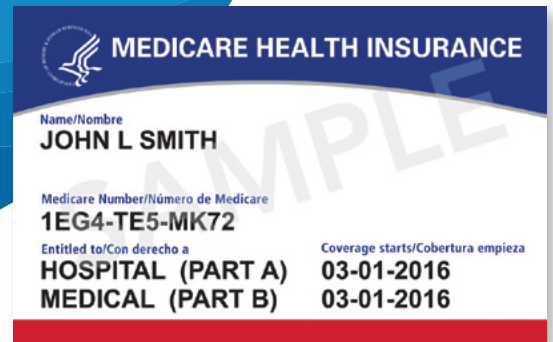 MEDICARE HEALTH INSURANCE
Name/Nombre
JOHN L SMITH
Medicare Number/Número de Medicare
1EG4-TE5-MK72
Entitled to/Con derecho a Coverage starts/Cobertura empieza
HOSPITAL (PART A) 03-01-2016
MEDICAL (PART B) 03-01-2016
SAMPLE